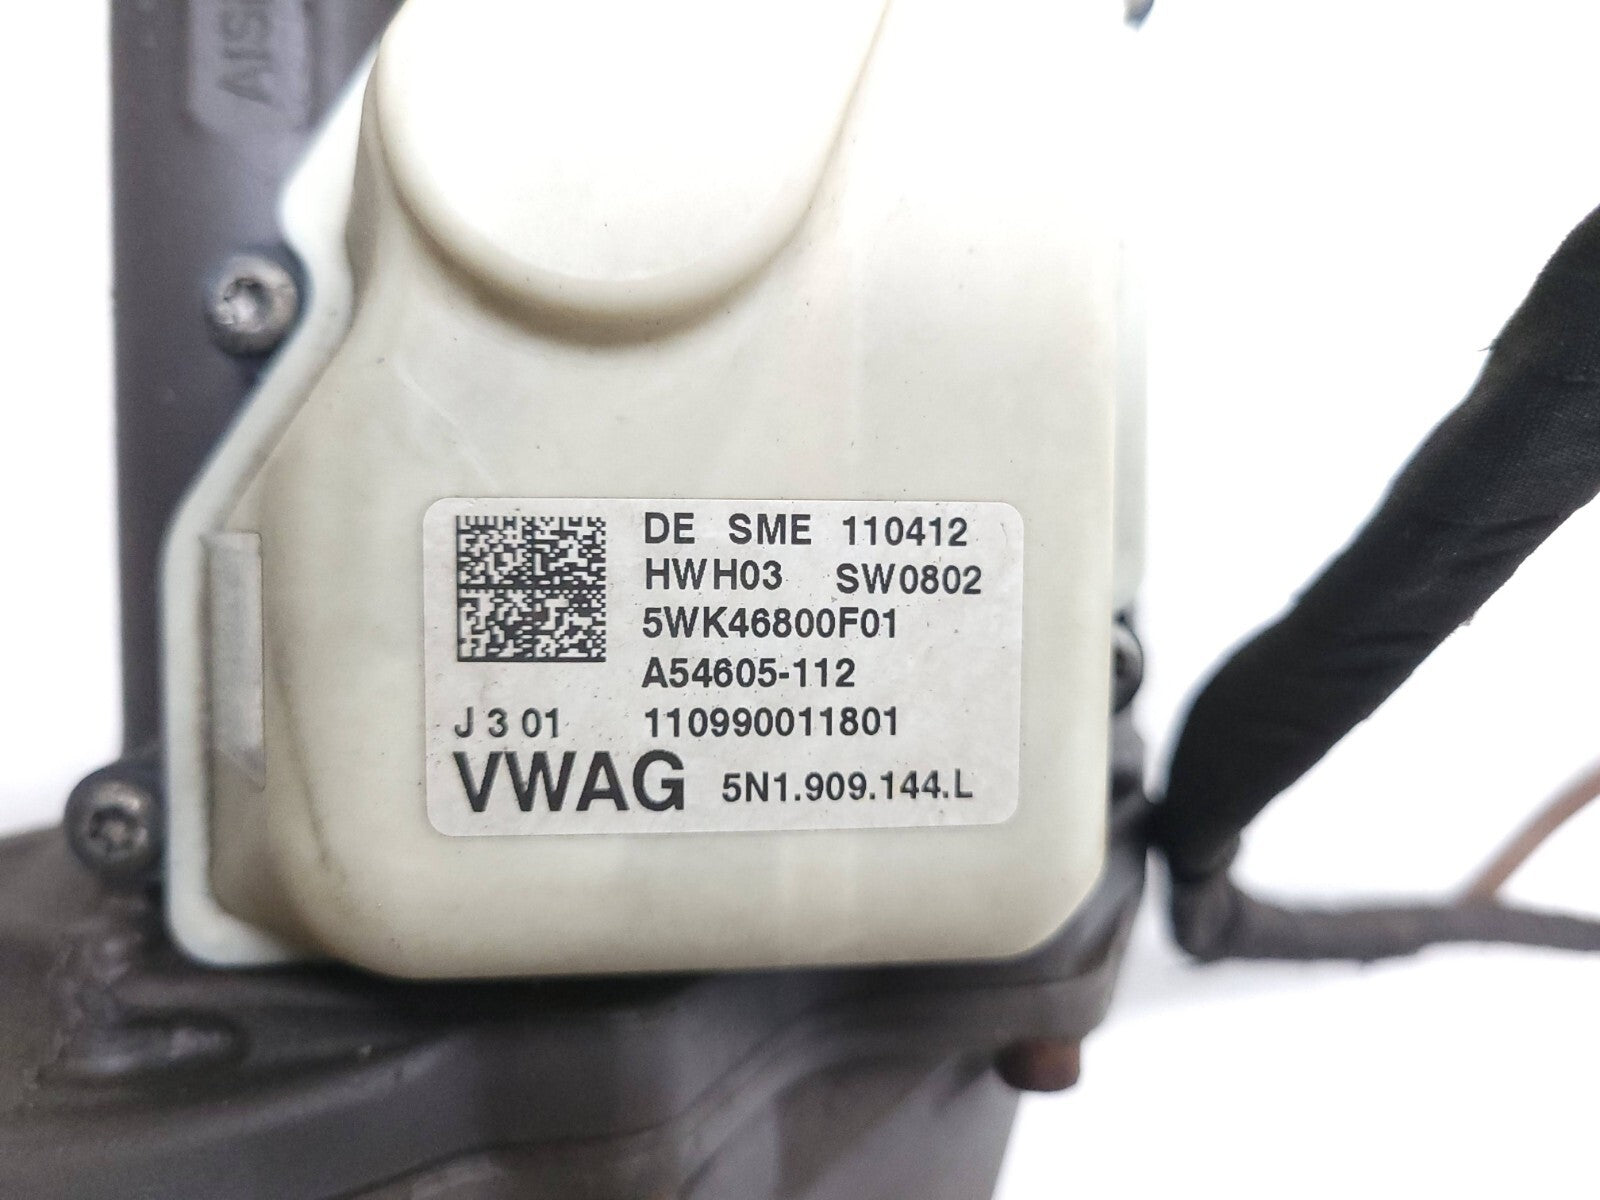 DE SME 110412
HWH03 SW0802
5WK46800F01
A54605-112
J 3 01 110990011801
VWAG 5N1.909.144.L